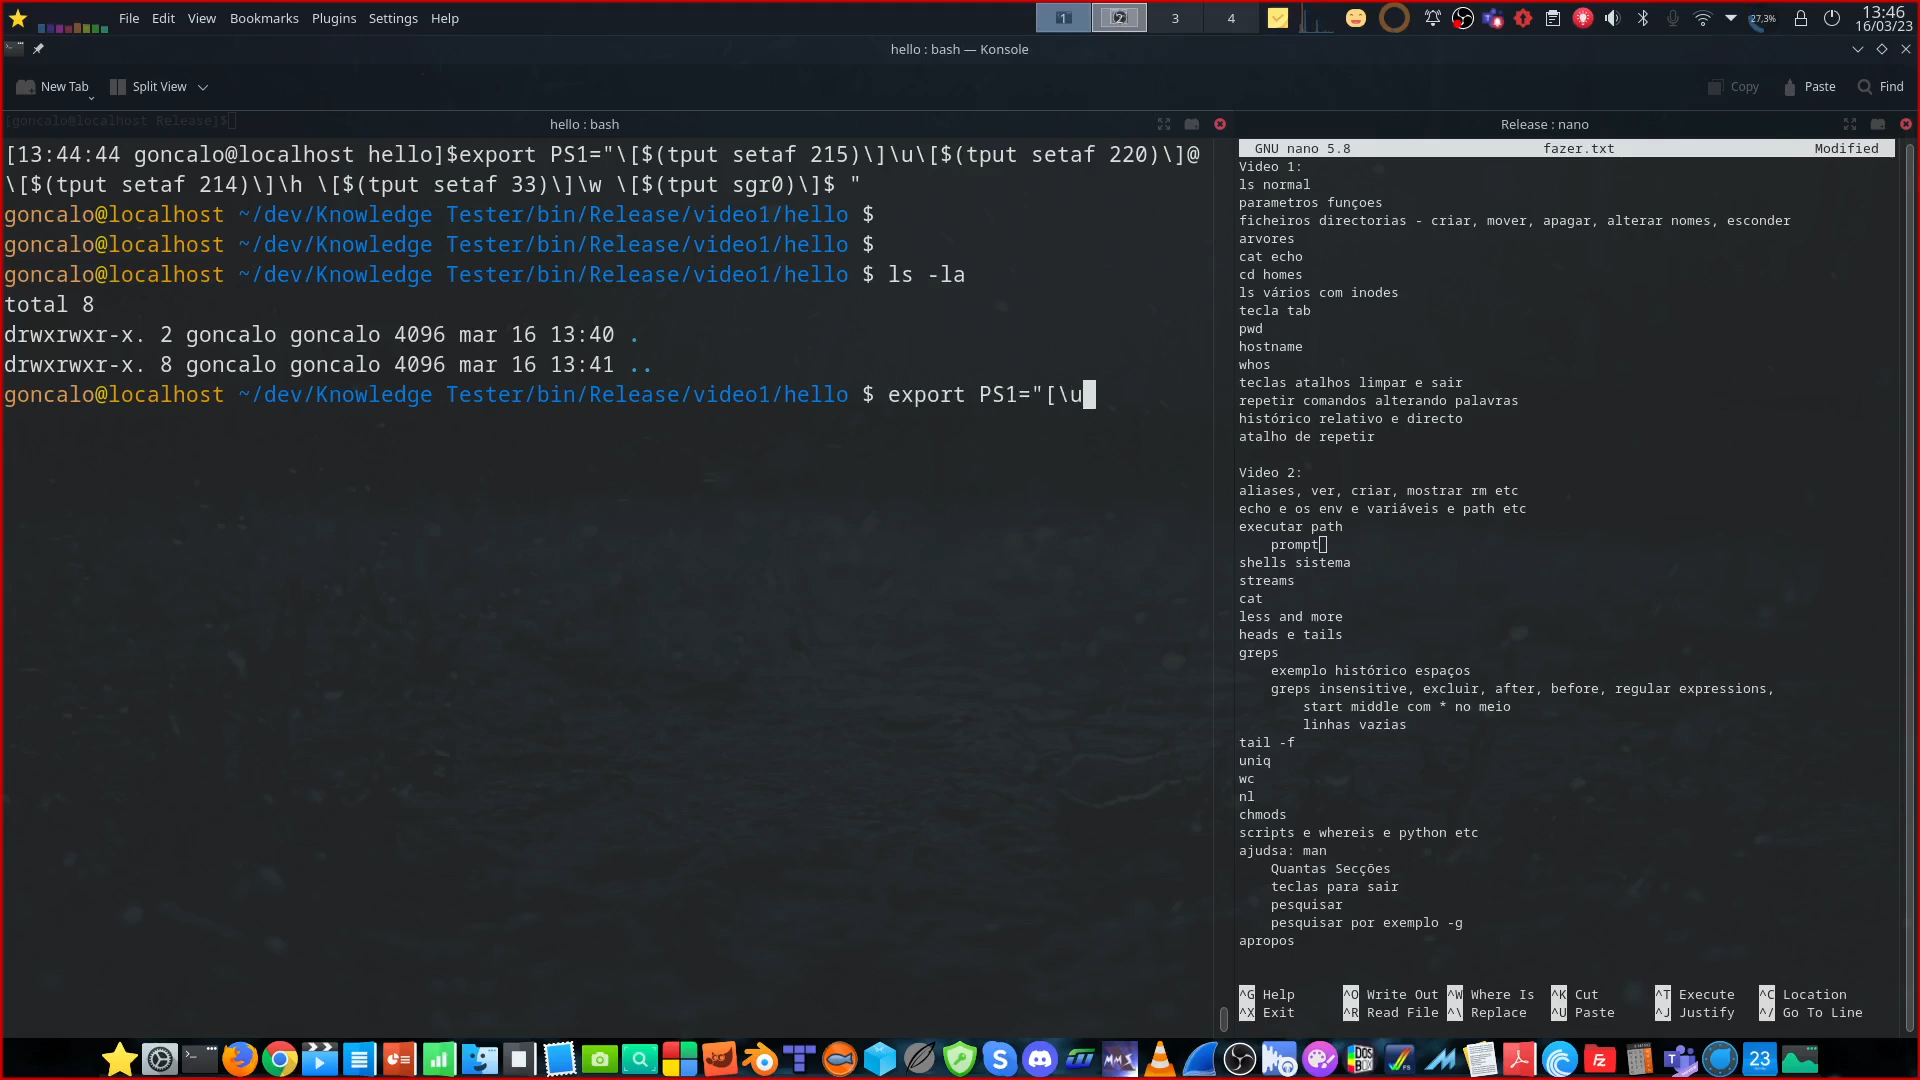 File Edit View Bookmarks Plugins Settings Help
1 2 3 4
27,3%
13:46
16/03/23
hello : bash — Konsole
New Tab Split View
Copy Paste Find
[goncalo@localhost Release]$
hello : bash
[13:44:44 goncalo@localhost hello]$export PS1="\[$(tput setaf 215)\]\u\[$(tput setaf 220)\]@
\[$(tput setaf 214)\]\h \[$(tput setaf 33)\]\w \[$(tput sgr0)\]$ "
goncalo@localhost ~/dev/Knowledge Tester/bin/Release/video1/hello $
goncalo@localhost ~/dev/Knowledge Tester/bin/Release/video1/hello $
goncalo@localhost ~/dev/Knowledge Tester/bin/Release/video1/hello $ ls -la
total 8
drwxrwxr-x. 2 goncalo goncalo 4096 mar 16 13:40 .
drwxrwxr-x. 8 goncalo goncalo 4096 mar 16 13:41 ..
goncalo@localhost ~/dev/Knowledge Tester/bin/Release/video1/hello $ export PS1="[\u
Release : nano
GNU nano 5.8 fazer.txt Modified
Video 1:
ls normal
parametros funçoes
ficheiros directorias - criar, mover, apagar, alterar nomes, esconder
arvores
cat echo
cd homes
ls vários com inodes
tecla tab
pwd
hostname
whos
teclas atalhos limpar e sair
repetir comandos alterando palavras
histórico relativo e directo
atalho de repetir
Video 2:
aliases, ver, criar, mostrar rm etc
echo e os env e variáveis e path etc
executar path
prompt
shells sistema
streams
cat
less and more
heads e tails
greps
exemplo histórico espaços
greps insensitive, excluir, after, before, regular expressions,
start middle com * no meio
linhas vazias
tail -f
uniq
wc
nl
chmods
scripts e whereis e python etc
ajudsa: man
Quantas Secções
teclas para sair
pesquisar
pesquisar por exemplo -g
apropos
^G Help ^O Write Out ^W Where Is ^K Cut ^T Execute ^C Location
^X Exit ^R Read File ^\ Replace ^U Paste ^J Justify ^/ Go To Line
23